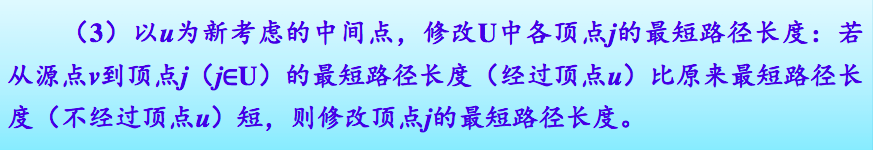 （3）以u为新考虑的中间点，修改U中各顶点j的最短路径长度：若
从源点v到顶点j（j∈U）的最短路径长度（经过顶点u）比原来最短路径长
度（不经过顶点u）短，则修改顶点j的最短路径长度。